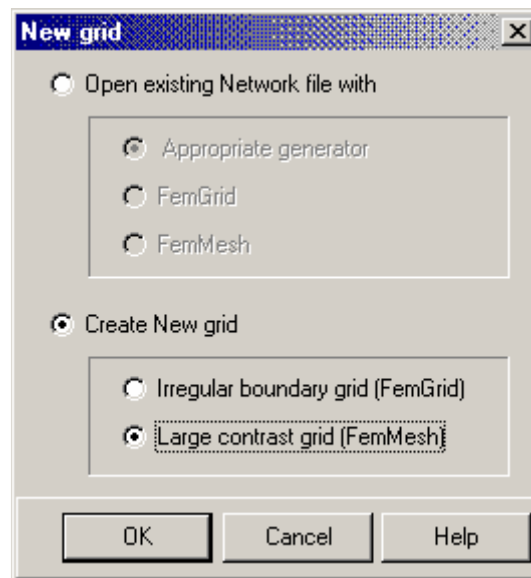 New grid
Open existing Network file with
Appropriate generator
FemGrid
FemMesh
Create New grid
Irregular boundary grid (FemGrid)
Large contrast grid (FemMesh)
OK Cancel Help